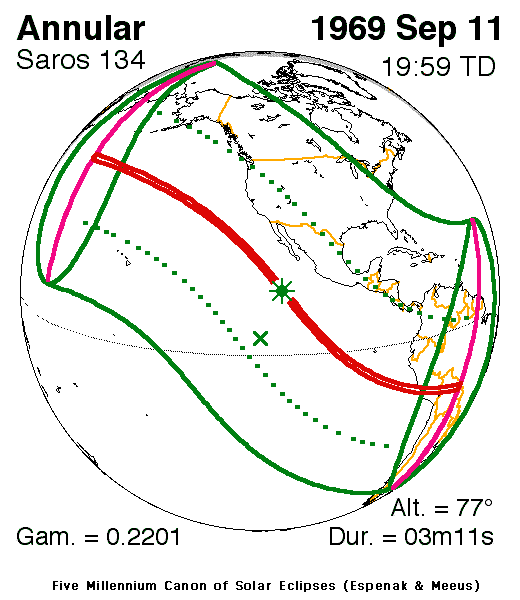 Annular
1969 Sep 11
Saros 134
19:59 TD
Alt. = 77°
Gam. = 0.2201
Dur. = 03m11s
Five Millennium Canon of Solar Eclipses (Espenak & Meeus)